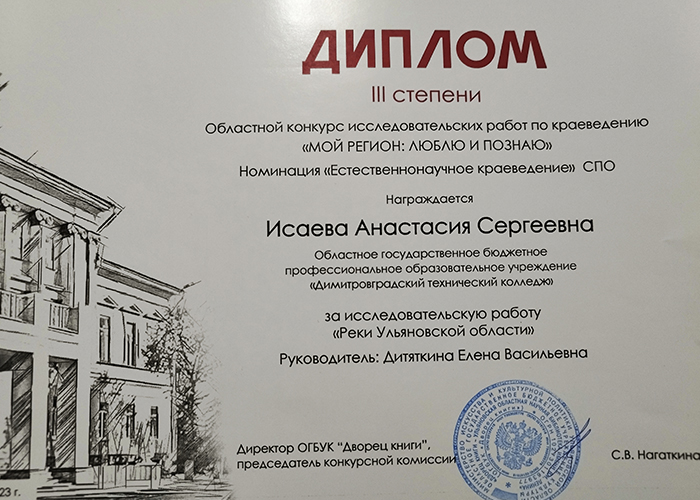 ДИПЛОМ
III степени
Областной конкурс исследовательских работ по краеведению
«МОЙ РЕГИОН: ЛЮБЛЮ И ПОЗНАЮ»
Номинация «Естественнонаучное краеведение» СПО
Награждается
Исаева Анастасия Сергеевна
Областное государственное бюджетное
профессиональное образовательное учреждение
«Димитровградский технический колледж»
за исследовательскую работу
«Реки Ульяновской области»
Руководитель: Дитяткина Елена Васильевна
Директор ОГБУК "Дворец книги",
председатель конкурсной комиссии
С.В. Нагаткина
23 г.